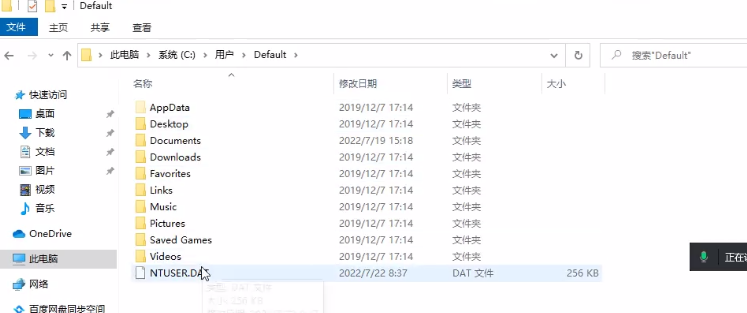 Default
文件 主页 共享 查看
此电脑 系统 (C:) 用户 Default 搜索"Default"
名称 修改日期 类型 大小
快速访问
桌面
下载
文档
图片
视频
音乐
OneDrive
此电脑
网络
百度网盘同步空间
AppData 2019/12/7 17:14 文件夹
Desktop 2019/12/7 17:14 文件夹
Documents 2022/7/19 15:18 文件夹
Downloads 2019/12/7 17:14 文件夹
Favorites 2019/12/7 17:14 文件夹
Links 2019/12/7 17:14 文件夹
Music 2019/12/7 17:14 文件夹
Pictures 2019/12/7 17:14 文件夹
Saved Games 2019/12/7 17:14 文件夹
Videos 2019/12/7 17:14 文件夹
NTUSER.DAT 2022/7/22 8:37 DAT 文件 256 KB
类型: DAT 文件
大小: 256 KB
正在